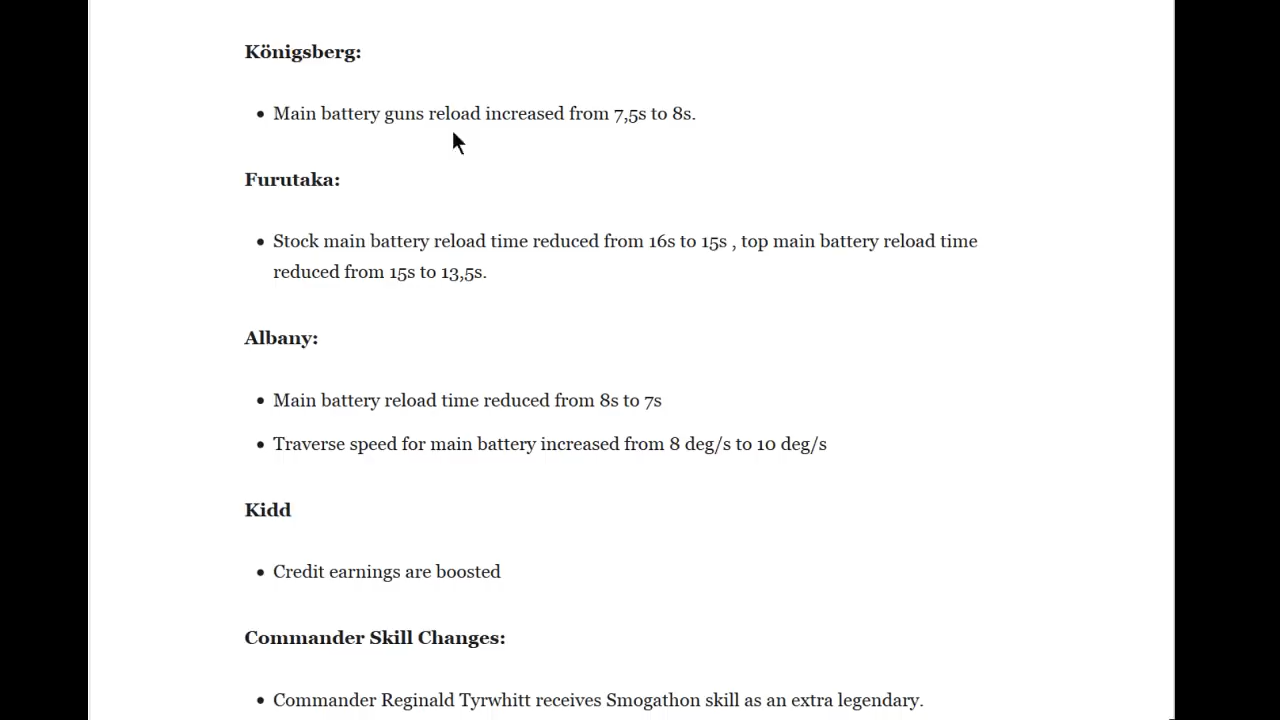 Königsberg:
Main battery guns reload increased from 7,5s to 8s.
Furutaka:
Stock main battery reload time reduced from 16s to 15s , top main battery reload time
reduced from 15s to 13,5s.
Albany:
Main battery reload time reduced from 8s to 7s
Traverse speed for main battery increased from 8 deg/s to 10 deg/s
Kidd
Credit earnings are boosted
Commander Skill Changes:
Commander Reginald Tyrwhitt receives Smogathon skill as an extra legendary.